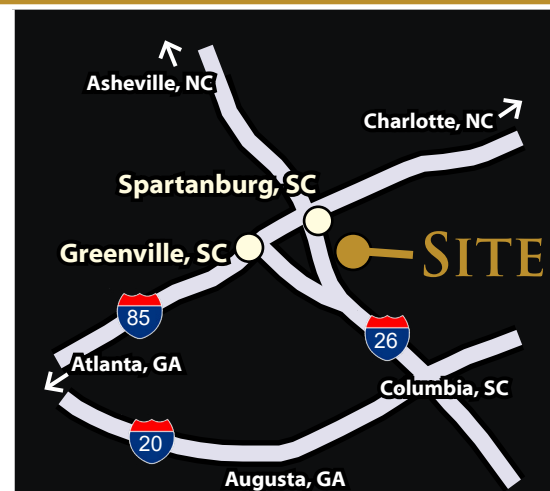 Asheville, NC
Charlotte, NC
Spartanburg, SC
Greenville, SC
SITE
85
26
Atlanta, GA
Columbia, SC
20
Augusta, GA